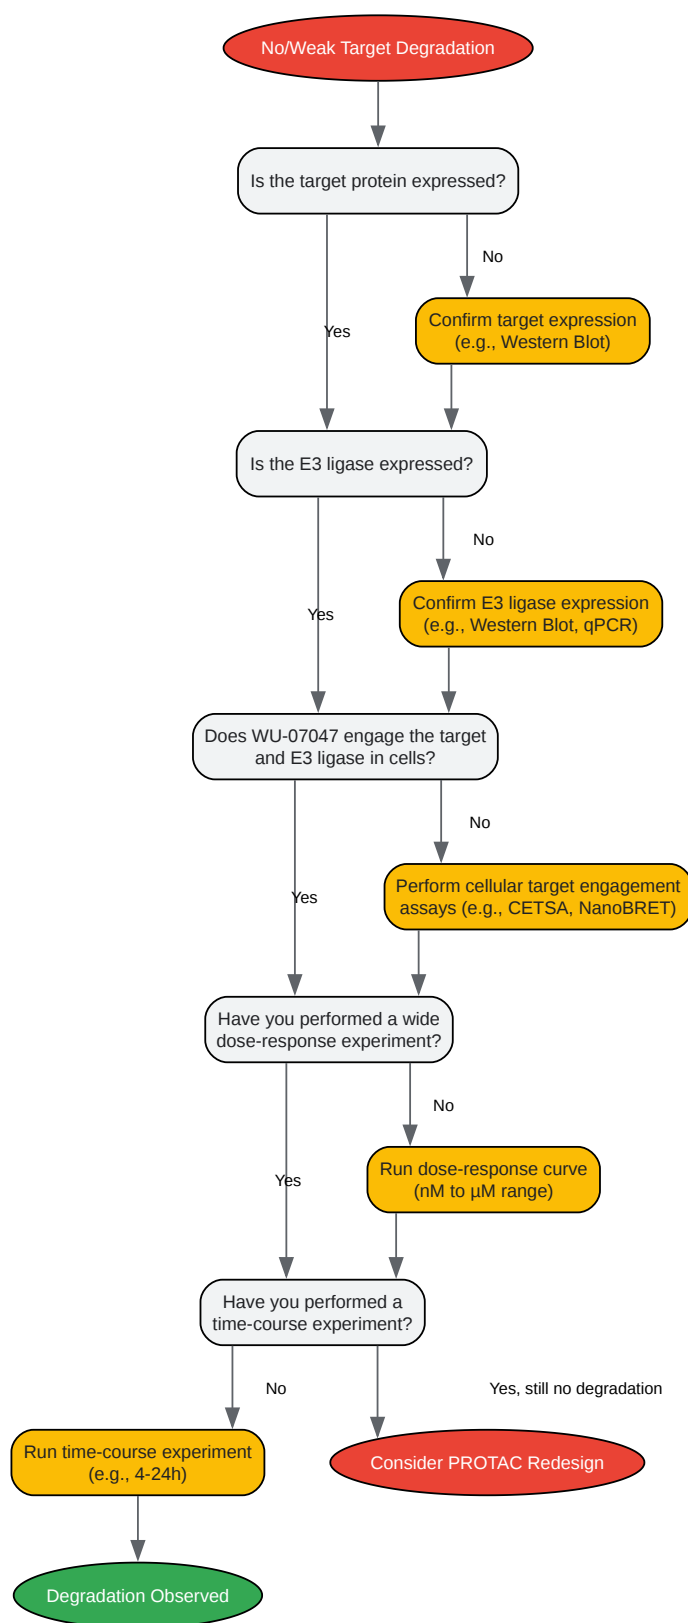 No/Weak Target Degradation
Is the target protein expressed?
No
Confirm target expression
(e.g., Western Blot)
Yes
Is the E3 ligase expressed?
No
Confirm E3 ligase expression
(e.g., Western Blot, qPCR)
Yes
Does WU-07047 engage the target
and E3 ligase in cells?
No
Perform cellular target engagement
assays (e.g., CETSA, NanoBRET)
Yes
Have you performed a wide
dose-response experiment?
No
Run dose-response curve
(nM to µM range)
Yes
Have you performed a
time-course experiment?
No
Yes, still no degradation
Run time-course experiment
(e.g., 4-24h)
Consider PROTAC Redesign
Degradation Observed